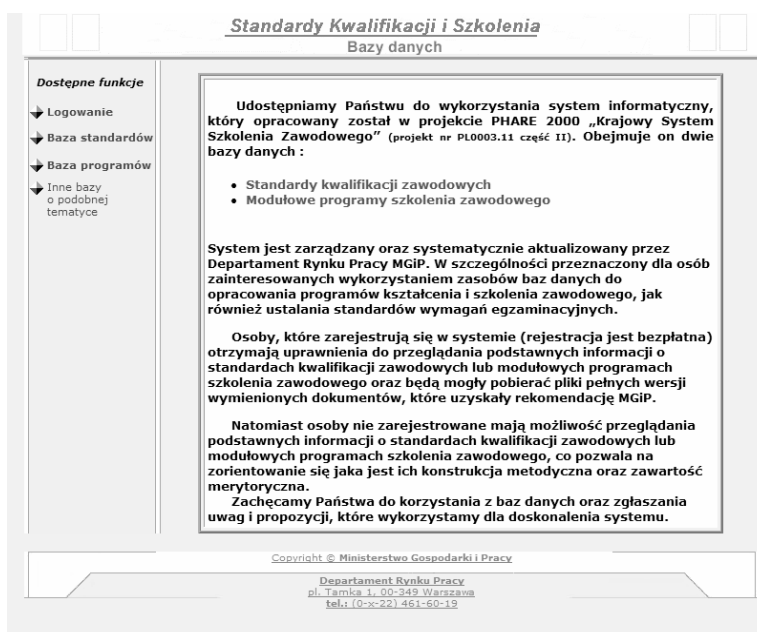 Standardy Kwalifikacji i Szkolenia
Bazy danych
Dostępne funkcje
Logowanie
Baza standardów
Baza programów
Inne bazy
o podobnej
tematyce
Udostępniamy Państwu do wykorzystania system informatyczny,
który opracowany został w projekcie PHARE 2000 „Krajowy System
Szkolenia Zawodowego” (projekt nr PL0003.11 część II). Obejmuje on dwie
bazy danych :
• Standardy kwalifikacji zawodowych
• Modułowe programy szkolenia zawodowego
System jest zarządzany oraz systematycznie aktualizowany przez
Departament Rynku Pracy MGiP. W szczególności przeznaczony dla osób
zainteresowanych wykorzystaniem zasobów baz danych do
opracowania programów kształcenia i szkolenia zawodowego, jak
również ustalania standardów wymagań egzaminacyjnych.
Osoby, które zarejestrują się w systemie (rejestracja jest bezpłatna)
otrzymają uprawnienia do przeglądania podstawnych informacji o
standardach kwalifikacji zawodowych lub modułowych programach
szkolenia zawodowego oraz będą mogły pobierać pliki pełnych wersji
wymienionych dokumentów, które uzyskały rekomendację MGiP.
Natomiast osoby nie zarejestrowane mają możliwość przeglądania
podstawnych informacji o standardach kwalifikacji zawodowych lub
modułowych programach szkolenia zawodowego, co pozwala na
zorientowanie się jaka jest ich konstrukcja metodyczna oraz zawartość
merytoryczna.
Zachęcamy Państwa do korzystania z baz danych oraz zgłaszania
uwag i propozycji, które wykorzystamy dla doskonalenia systemu.
Copyright © Ministerstwo Gospodarki i Pracy
Departament Rynku Pracy
pl. Tamka 1, 00-349 Warszawa
tel.: (0-x-22) 461-60-19